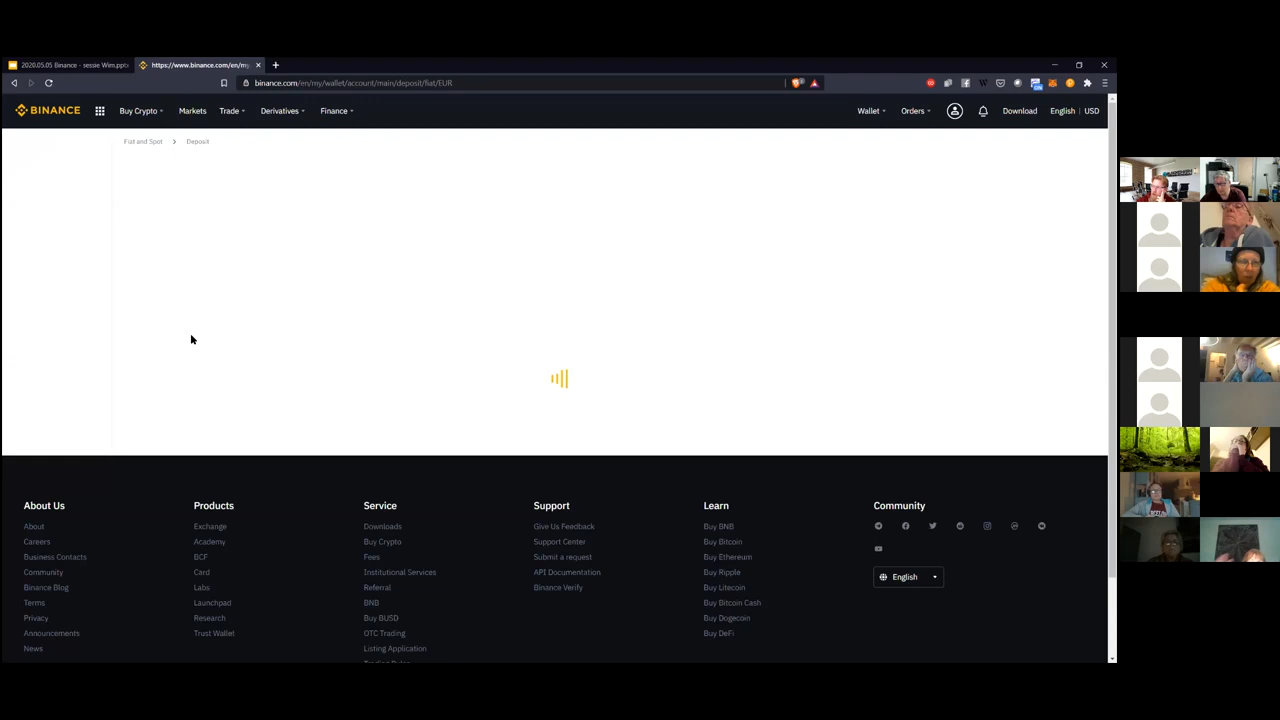 2020.05.05 Binance - sessie Wim.pptx
https://www.binance.com/en/my
binance.com/en/my/wallet/account/main/deposit/fiat/EUR
BINANCE Buy Crypto Markets Trade Derivatives Finance Wallet Orders Download English | USD
Fiat and Spot > Deposit
About Us Products Service Support Learn Community
About Exchange Downloads Give Us Feedback Buy BNB
Careers Academy Buy Crypto Support Center Buy Bitcoin
Business Contacts BCF Fees Submit a request Buy Ethereum
Community Card Institutional Services API Documentation Buy Ripple English
Binance Blog Labs Referral Binance Verify Buy Litecoin
Terms Launchpad BNB Buy Bitcoin Cash
Privacy Research Buy BUSD Buy Dogecoin
Announcements Trust Wallet OTC Trading Buy DeFi
News Listing Application
Trading Rules